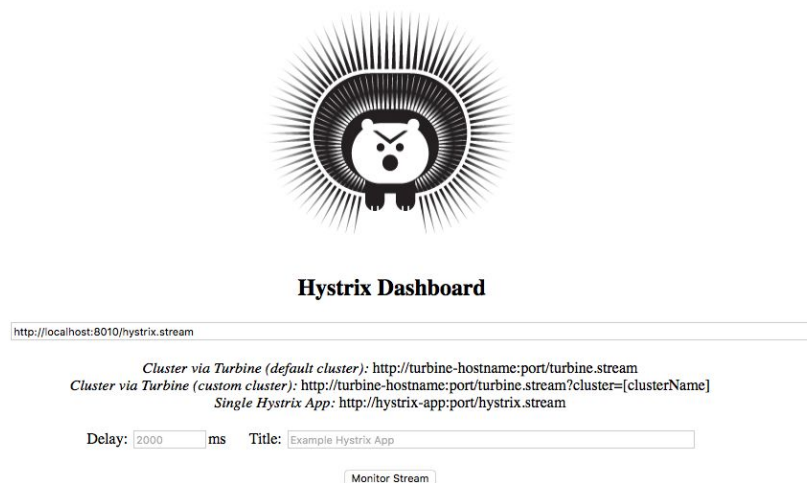 Hystrix Dashboard
http://localhost:8010/hystrix.stream
Cluster via Turbine (default cluster): http://turbine-hostname:port/turbine.stream
Cluster via Turbine (custom cluster): http://turbine-hostname:port/turbine.stream?cluster=[clusterName]
Single Hystrix App: http://hystrix-app:port/hystrix.stream
Delay: 2000 ms Title: Example Hystrix App
Monitor Stream